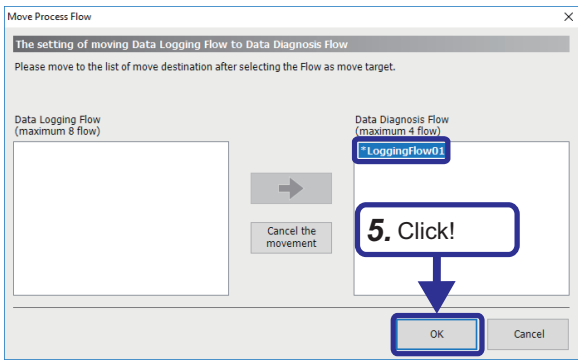 Move Process Flow
The setting of moving Data Logging Flow to Data Diagnosis Flow
Please move to the list of move destination after selecting the Flow as move target.
Data Logging Flow
(maximum 8 flow)
Data Diagnosis Flow
(maximum 4 flow)
*LoggingFlow01
Cancel the
movement
5. Click!
OK
Cancel